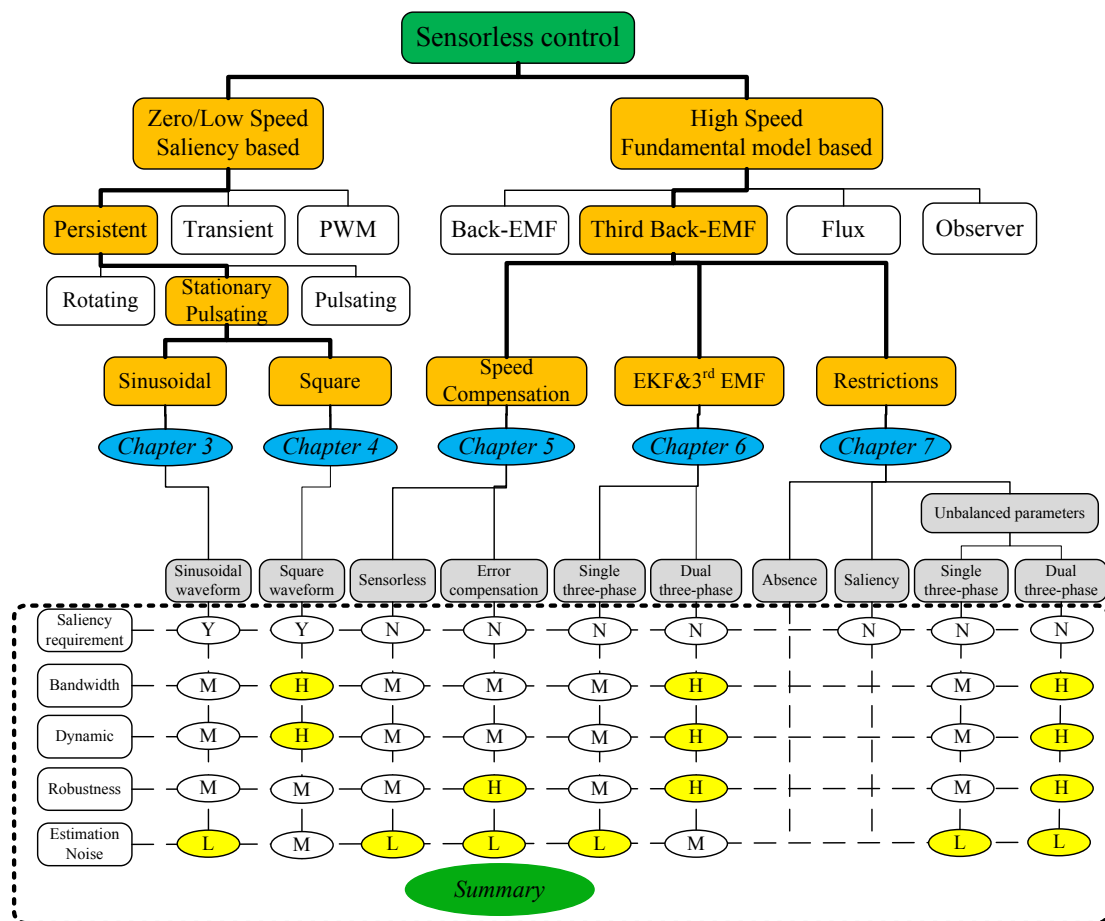 Sensorless control
Zero/Low Speed
Saliency based
High Speed
Fundamental model based
Persistent
Transient
PWM
Back-EMF
Third Back-EMF
Flux
Observer
Rotating
Stationary
Pulsating
Pulsating
Sinusoidal
Square
Speed
Compensation
EKF&3rd EMF
Restrictions
Chapter 3
Chapter 4
Chapter 5
Chapter 6
Chapter 7
Unbalanced parameters
Sinusoidal
waveform
Square
waveform
Sensorless
Error
compensation
Single
three-phase
Dual
three-phase
Absence
Saliency
Single
three-phase
Dual
three-phase
Saliency
requirement
Y Y N N N N N N N
Bandwidth
M H M M M H M H
Dynamic
M H M M M H M H
Robustness
M M M H M H M H
Estimation
Noise
L M L L L M L L
Summary